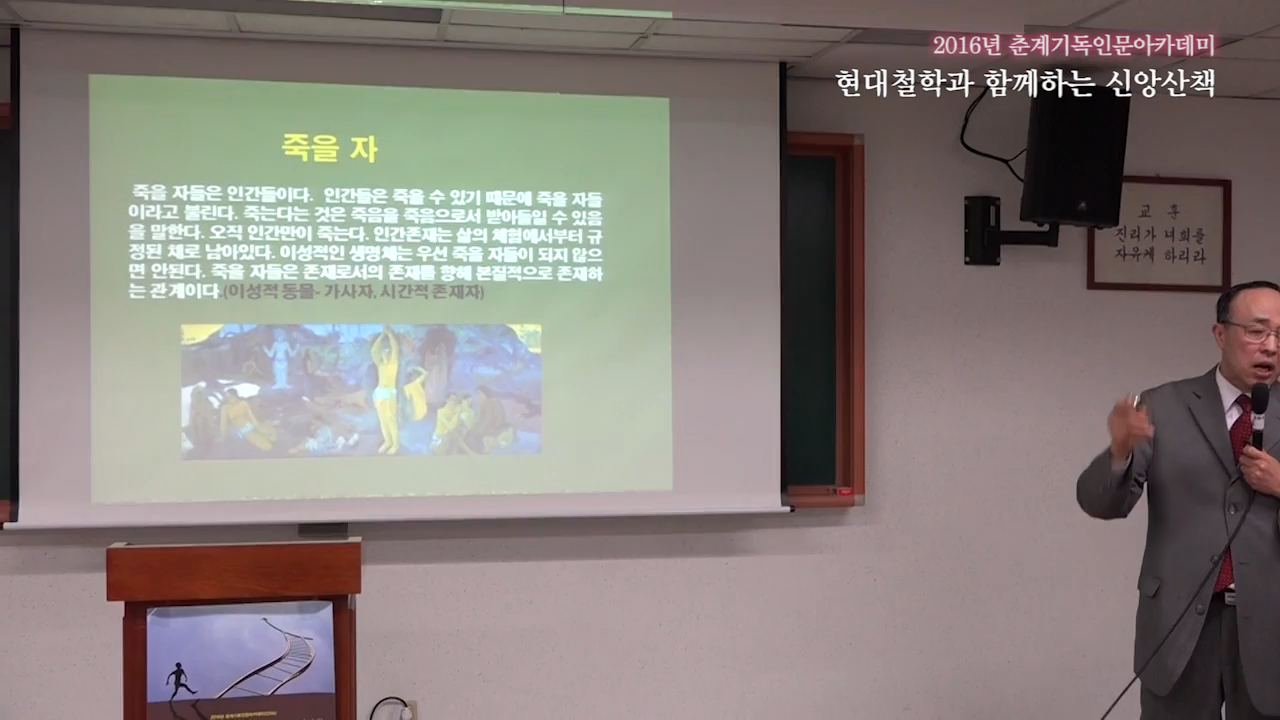 2016년 춘계기독인문아카데미
현대철학과 함께하는 신앙산책
죽을 자
죽을 자들은 인간들이다. 인간들은 죽을 수 있기 때문에 죽을 자들
이라고 불린다. 죽는다는 것은 죽음을 죽음으로서 받아들일 수 있음
을 말한다. 오직 인간만이 죽는다. 인간존재는 삶의 체험에서부터 규
정된 채로 남아있다. 이성적인 생명체는 우선 죽을 자들이 되지 않으
면 안된다. 죽을 자들은 존재로서의 존재를 향해 본질적으로 존재하
는 관계이다.(이성적 동물- 가사자, 시간적 존재자)
교 훈
진리가 너희를
자유케 하리라